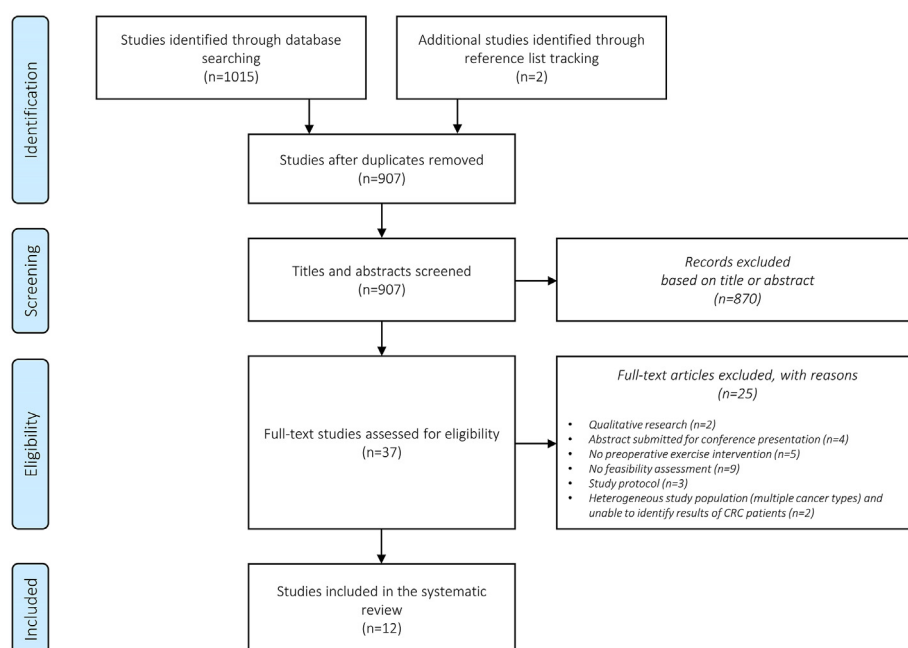 Identification
Studies identified through database
searching
(n=1015)
Additional studies identified through
reference list tracking
(n=2)
Studies after duplicates removed
(n=907)
Screening
Titles and abstracts screened
(n=907)
Records excluded
based on title or abstract
(n=870)
Eligibility
Full-text studies assessed for eligibility
(n=37)
Full-text articles excluded, with reasons
(n=25)
• Qualitative research (n=2)
• Abstract submitted for conference presentation (n=4)
• No preoperative exercise intervention (n=5)
• No feasibility assessment (n=9)
• Study protocol (n=3)
• Heterogeneous study population (multiple cancer types) and
unable to identify results of CRC patients (n=2)
Included
Studies included in the systematic
review
(n=12)